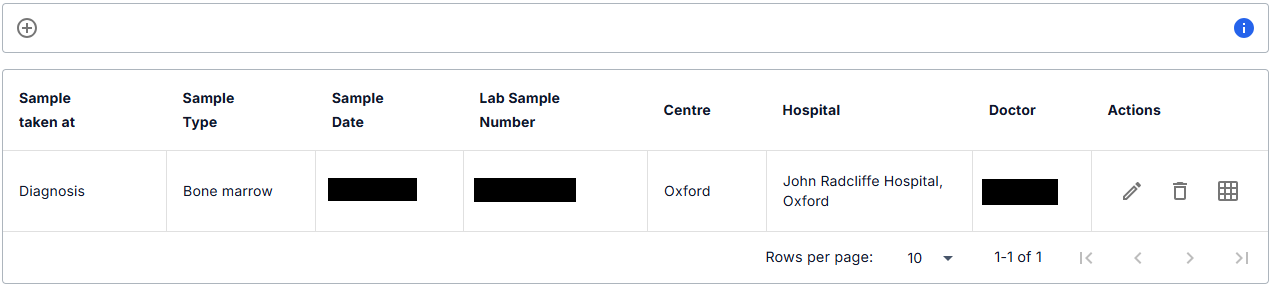 Sample taken at
Sample Type
Sample Date
Lab Sample Number
Centre
Hospital
Doctor
Actions
Diagnosis
Bone marrow
Oxford
John Radcliffe Hospital,
Oxford
Rows per page: 10 1-1 of 1